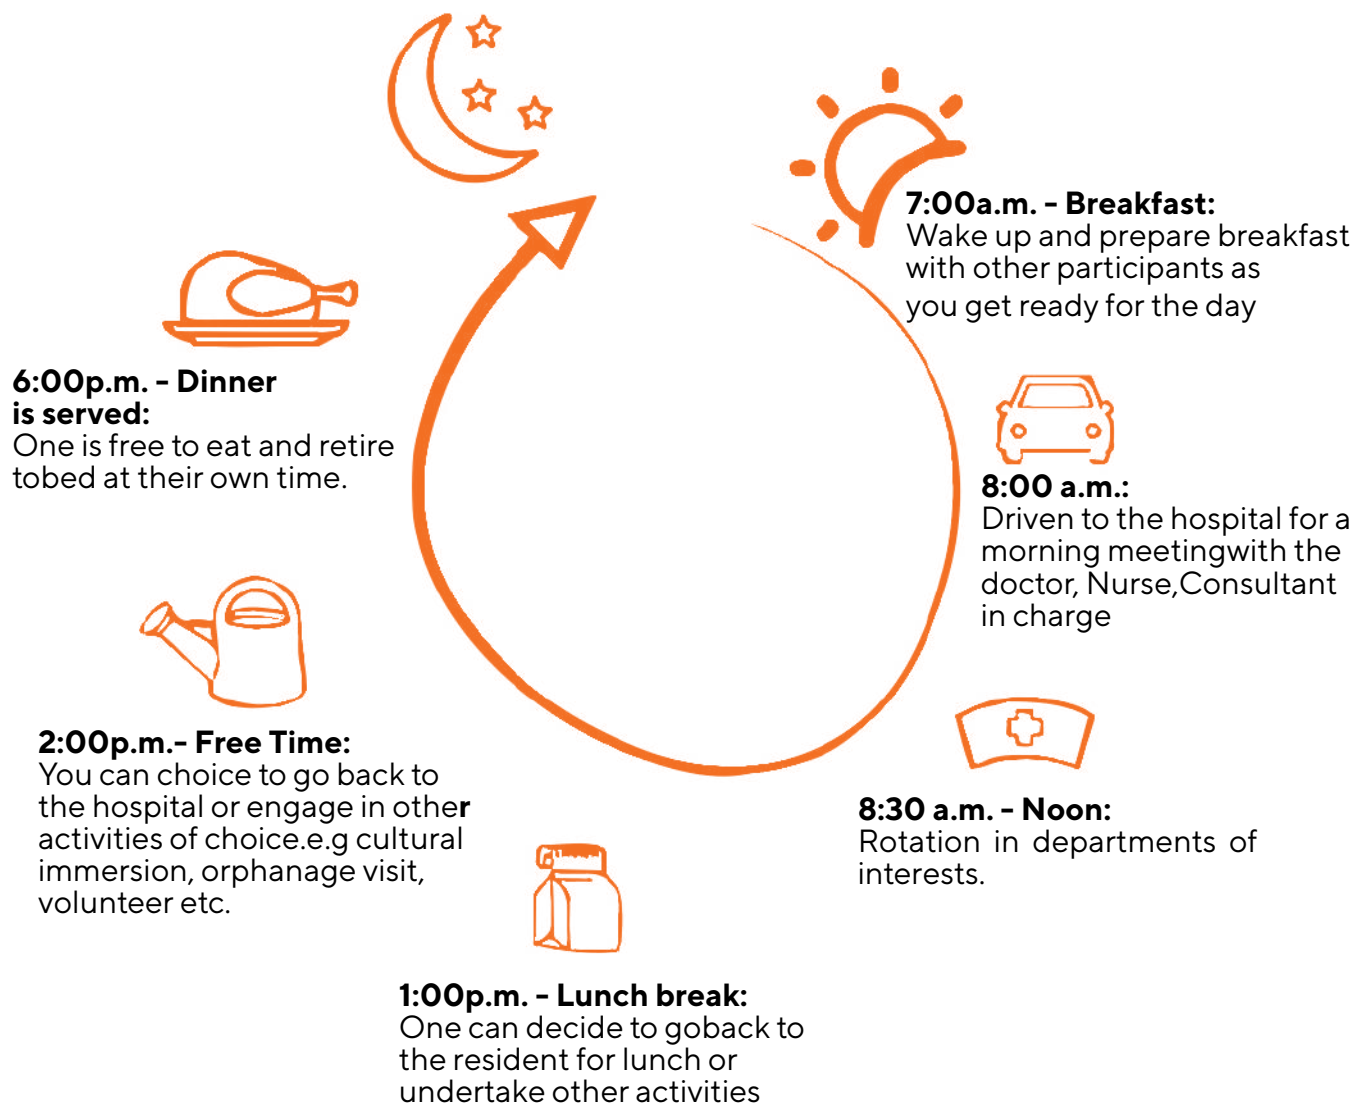 7:00a.m. - Breakfast:
Wake up and prepare breakfast
with other participants as
you get ready for the day
8:00 a.m.:
Driven to the hospital for a
morning meetingwith the
doctor, Nurse,Consultant
in charge
8:30 a.m. - Noon:
Rotation in departments of
interests.
1:00p.m. - Lunch break:
One can decide to goback to
the resident for lunch or
undertake other activities
2:00p.m.- Free Time:
You can choice to go back to
the hospital or engage in other
activities of choice.e.g cultural
immersion, orphanage visit,
volunteer etc.
6:00p.m. - Dinner
is served:
One is free to eat and retire
tobed at their own time.